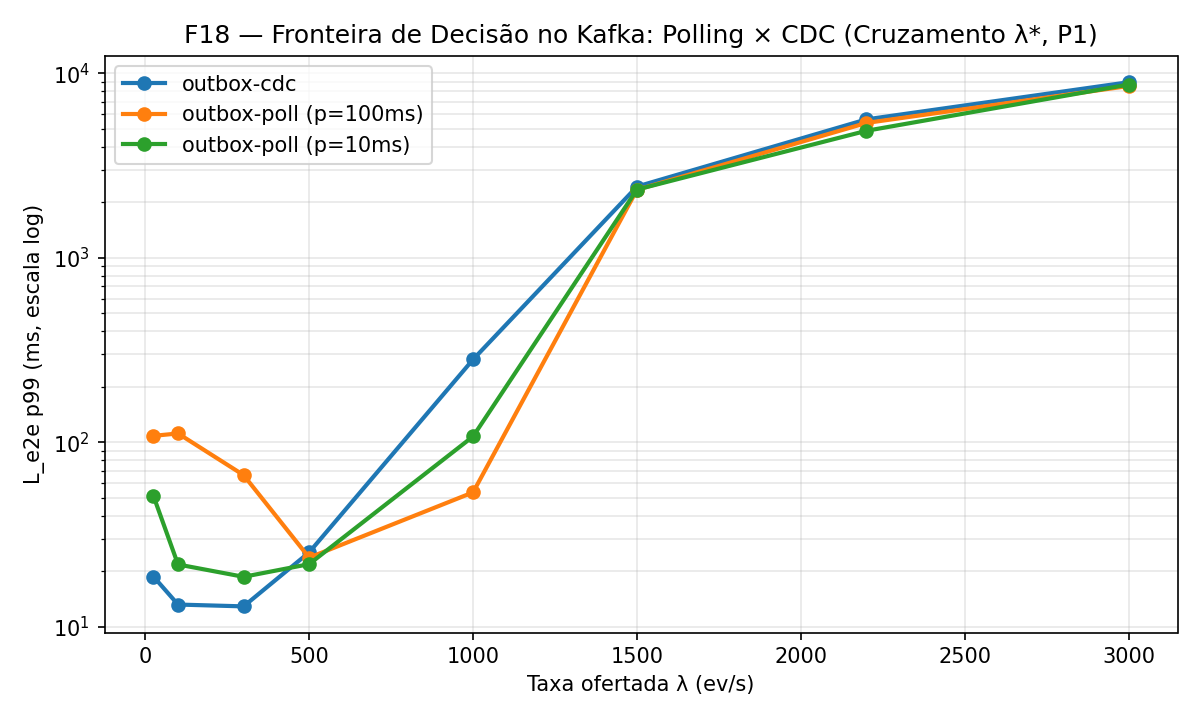 F18 — Fronteira de Decisão no Kafka: Polling × CDC (Cruzamento λ*, P1)
outbox-cdc
outbox-poll (p=100ms)
outbox-poll (p=10ms)
L_e2e p99 (ms, escala log)
10⁴
10³
10²
10¹
0 500 1000 1500 2000 2500 3000
Taxa ofertada λ (ev/s)